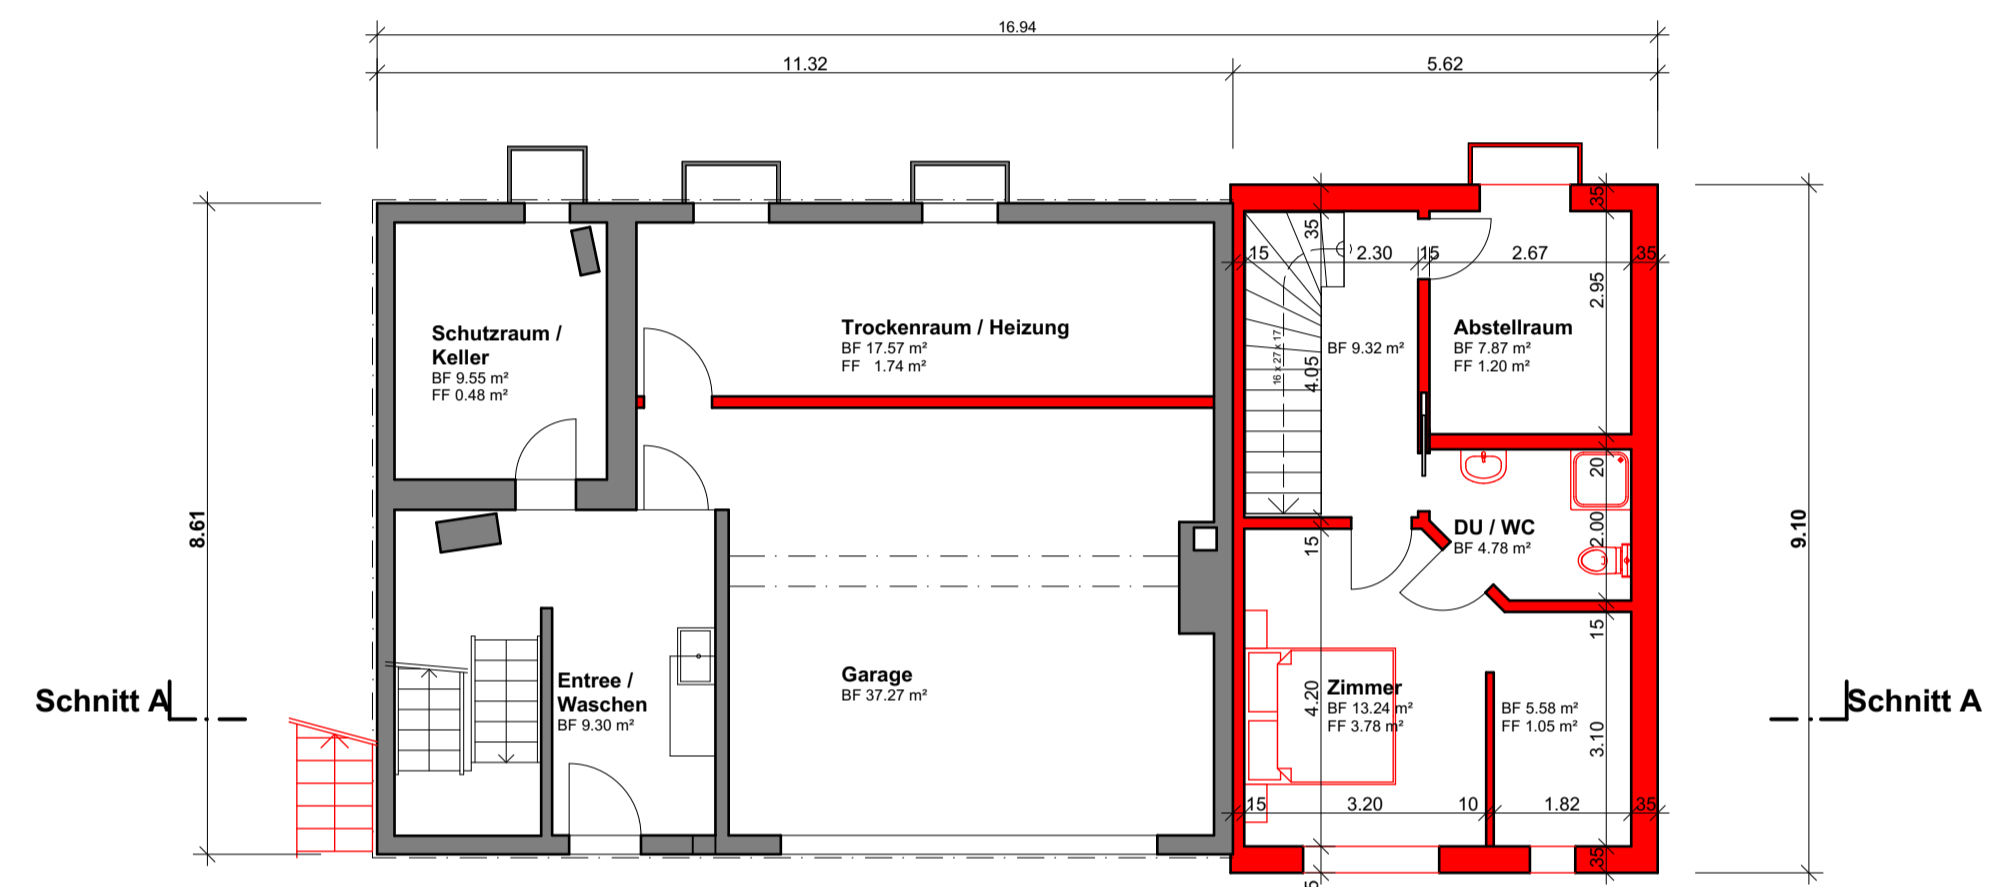 16.94
11.32
5.62
35
35
15
2.30
15
2.67
35
2.95
Schutzraum /
Keller
BF 9.55 m²
FF 0.48 m²
Trockenraum / Heizung
BF 17.57 m²
FF 1.74 m²
16 x 27 x 17
4.05
BF 9.32 m²
Abstellraum
BF 7.87 m²
FF 1.20 m²
20
8.61
9.10
15
DU / WC
BF 4.78 m²
2.00
15
Schnitt A
Entree /
Waschen
BF 9.30 m²
Garage
BF 37.27 m²
4.20
Zimmer
BF 13.24 m²
FF 3.78 m²
BF 5.58 m²
FF 1.05 m²
3.10
Schnitt A
15
3.20
10
1.82
35
35